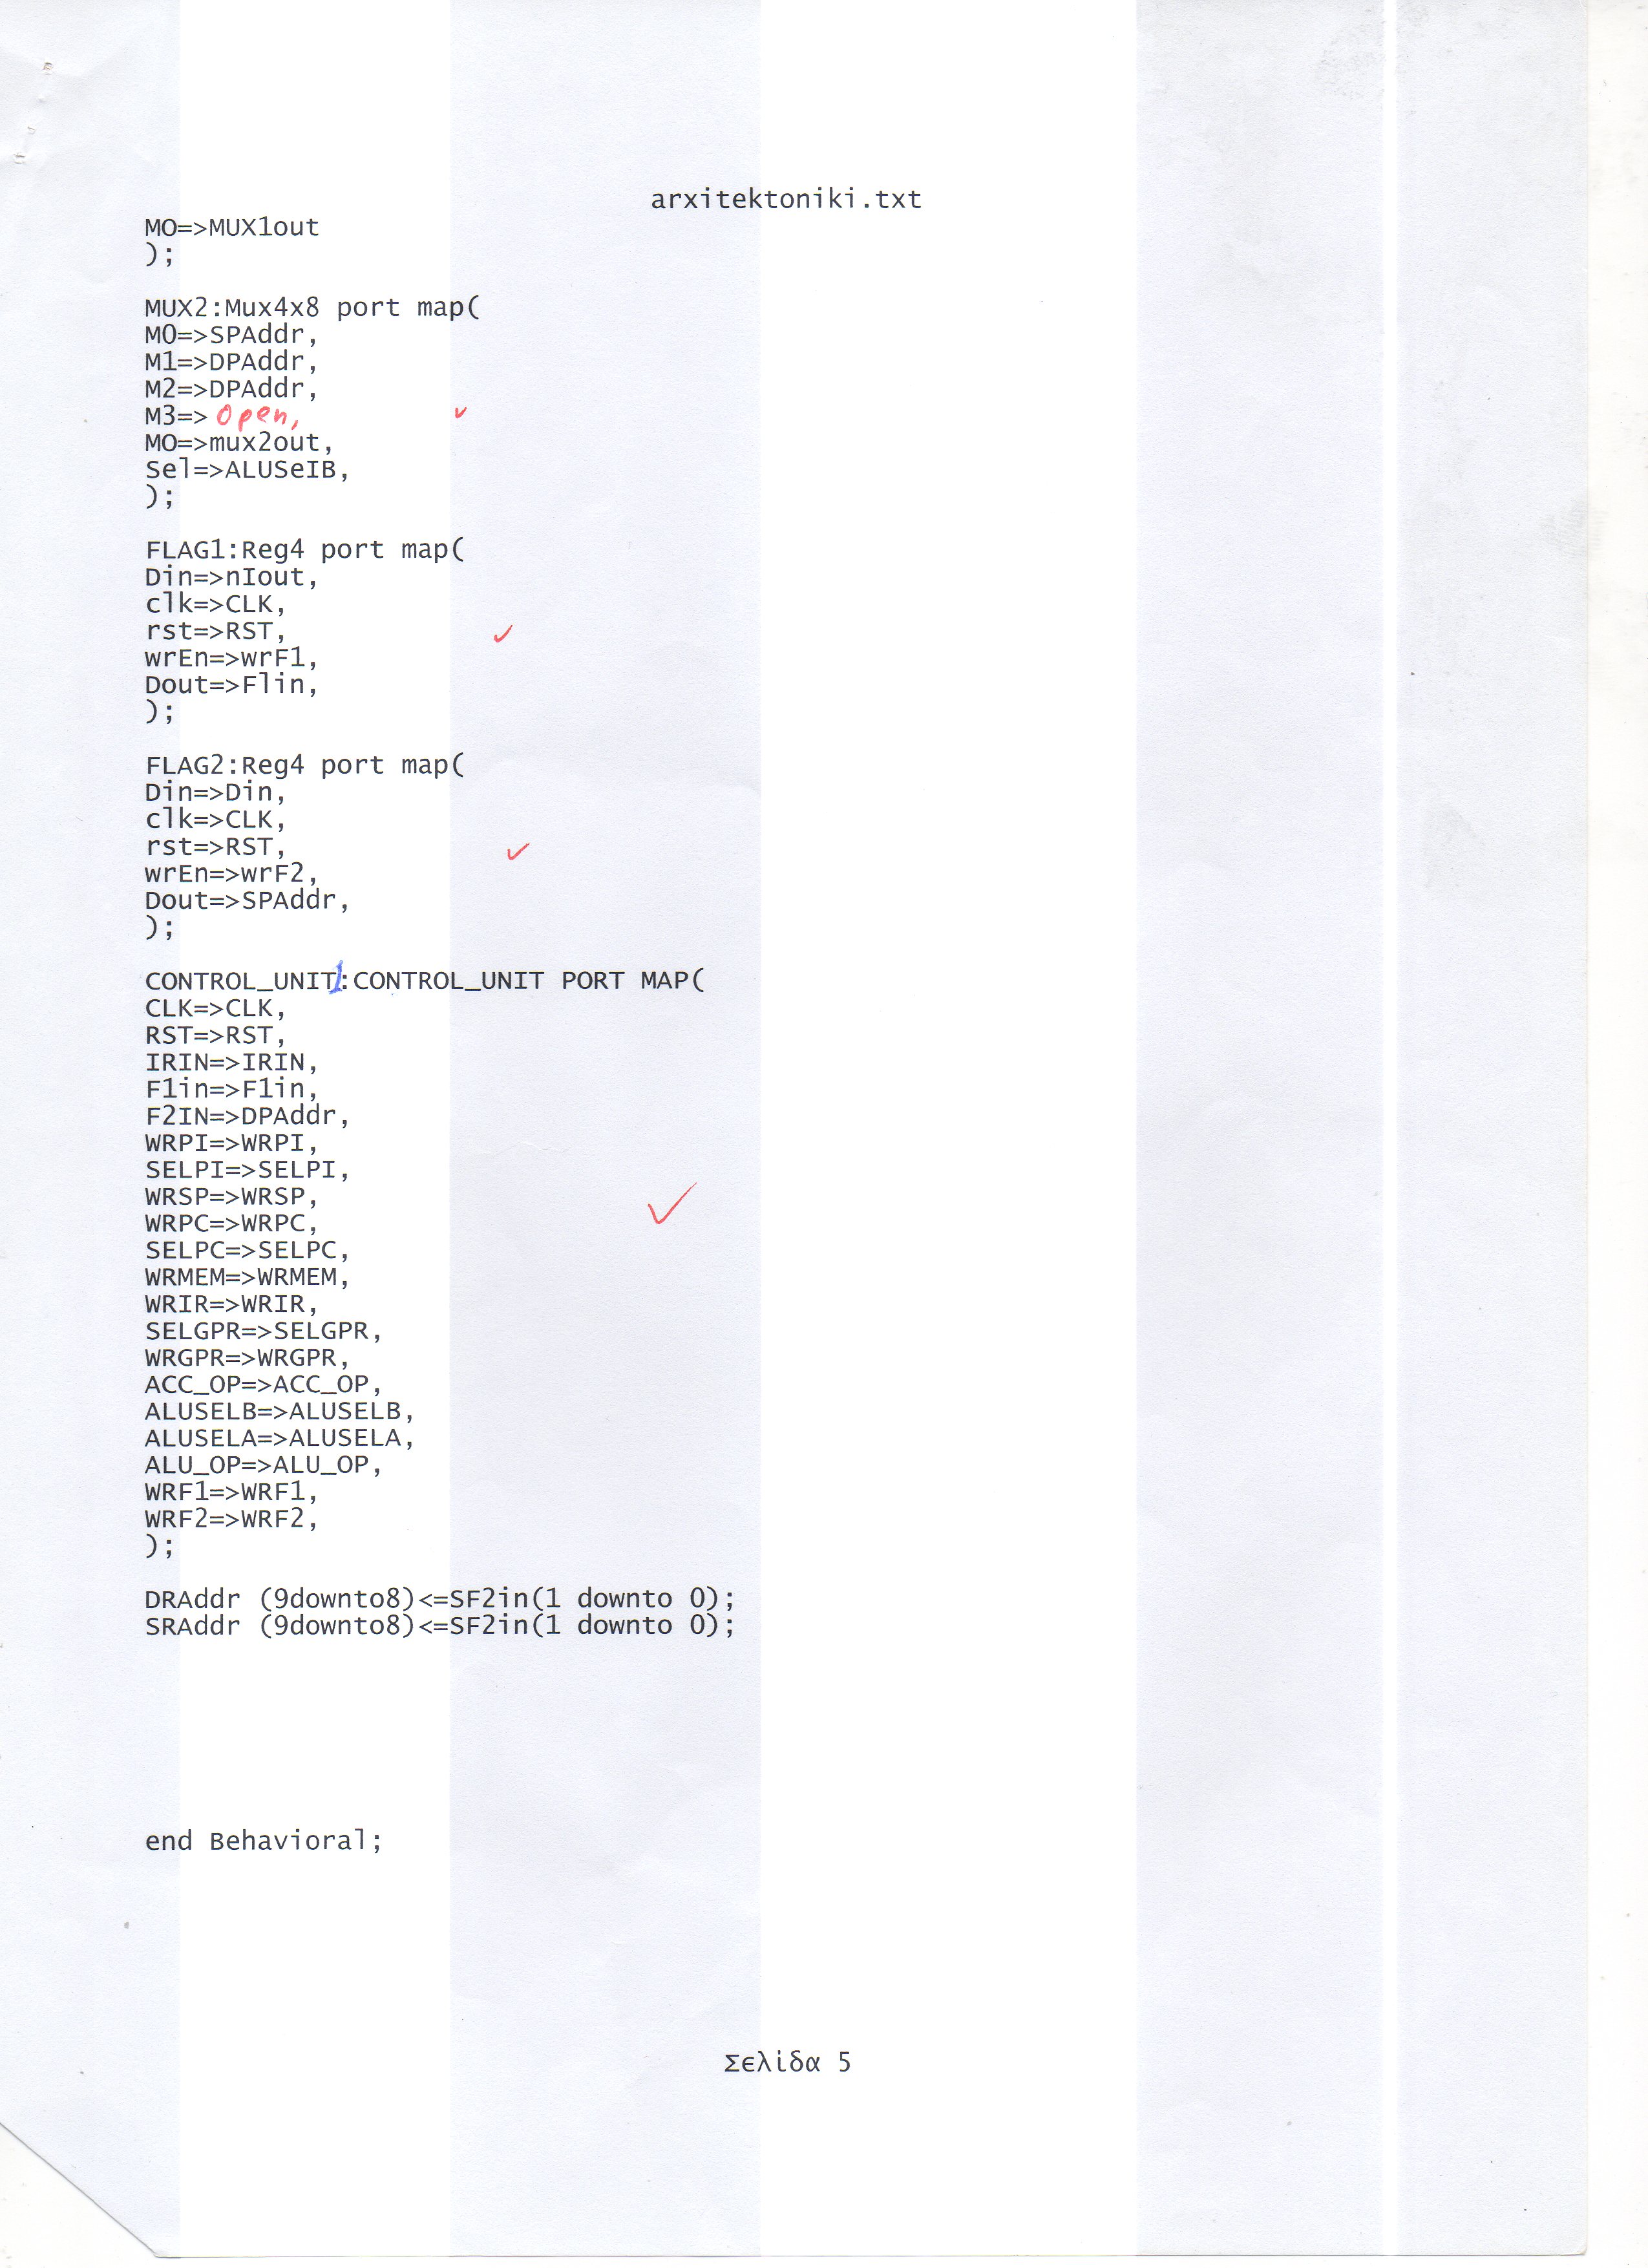 arxitektoniki.txt
MO=>MUX1out
);
MUX2:Mux4x8 port map(
M0=>SPAddr,
M1=>DPAddr,
M2=>DPAddr,
M3=> Open,
MO=>mux2out,
Sel=>ALUSeIB,
);
FLAG1:Reg4 port map(
Din=>nIout,
clk=>CLK,
rst=>RST,
wrEn=>wrF1,
Dout=>Flin,
);
FLAG2:Reg4 port map(
Din=>Din,
clk=>CLK,
rst=>RST,
wrEn=>wrF2,
Dout=>SPAddr,
);
CONTROL_UNIT1:CONTROL_UNIT PORT MAP(
CLK=>CLK,
RST=>RST,
IRIN=>IRIN,
F1in=>F1in,
F2IN=>DPAddr,
WRPI=>WRPI,
SELPI=>SELPI,
WRSP=>WRSP,
WRPC=>WRPC,
SELPC=>SELPC,
WRMEM=>WRMEM,
WRIR=>WRIR,
SELGPR=>SELGPR,
WRGPR=>WRGPR,
ACC_OP=>ACC_OP,
ALUSELB=>ALUSELB,
ALUSELA=>ALUSELA,
ALU_OP=>ALU_OP,
WRF1=>WRF1,
WRF2=>WRF2,
);
DRAddr (9downto8)<=SF2in(1 downto 0);
SRAddr (9downto8)<=SF2in(1 downto 0);
end Behavioral;
Σελίδα 5